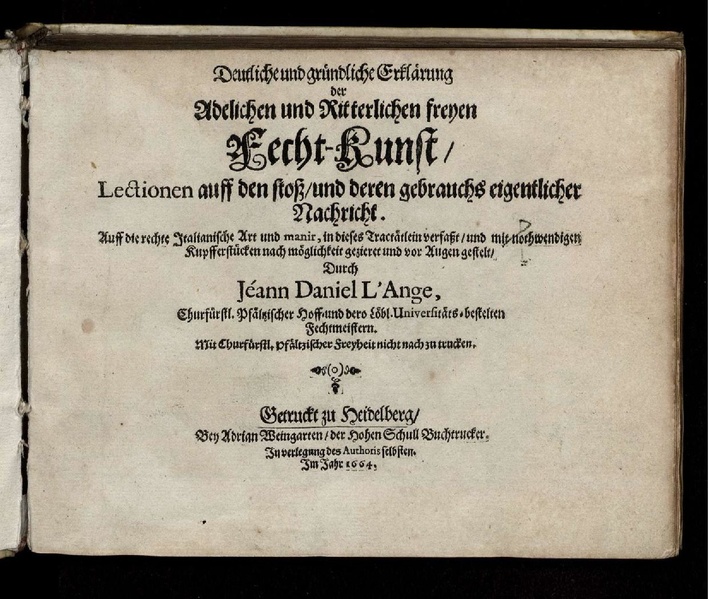 Deutliche und gründliche Erklärung
der
Adelichen und Ritterlichen freyen
Fecht-Kunst/
Lectionen auff den stoß/und deren gebrauchs eigentlicher
Nachricht.
Auff die rechte Italianische Art und manir, in dieses Tractätlein verfaßt/und mit nothwendigen
Kupfferstücken nach möglichkeit gezieret und vor Augen gestelt/
Durch
Jéann Daniel L'Ange,
Churfürstl. Pfältzischer Hoff-und dero Löbl. Universitäts-bestelten
Fechtmeistern.
Mit Churfürstl. Pfältzischer Freyheit nicht nach zu trucken.
(o)
Getruckt zu Heidelberg/
Bey Adrian Weingarten/der Hohen Schull Buchtrucker.
In verlegung des Authoris selbsten.
Im Jahr 1664.